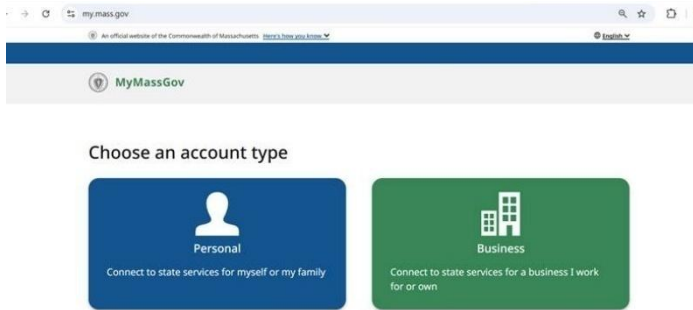 my.mass.gov
An official website of the Commonwealth of Massachusetts Here's how you know
English
MyMassGov
Choose an account type
Personal
Connect to state services for myself or my family
Business
Connect to state services for a business I work
for or own